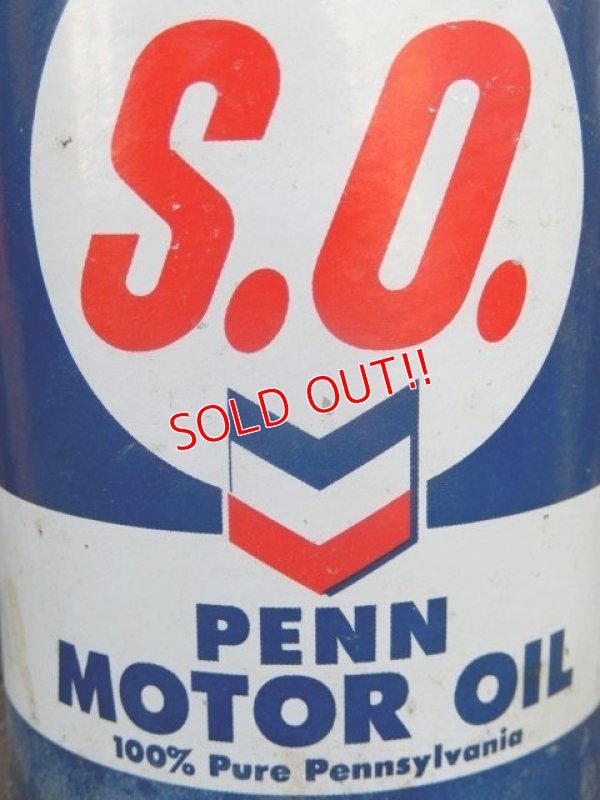 S.O.
SOLD OUT!!
PENN
MOTOR OIL
100% Pure Pennsylvania